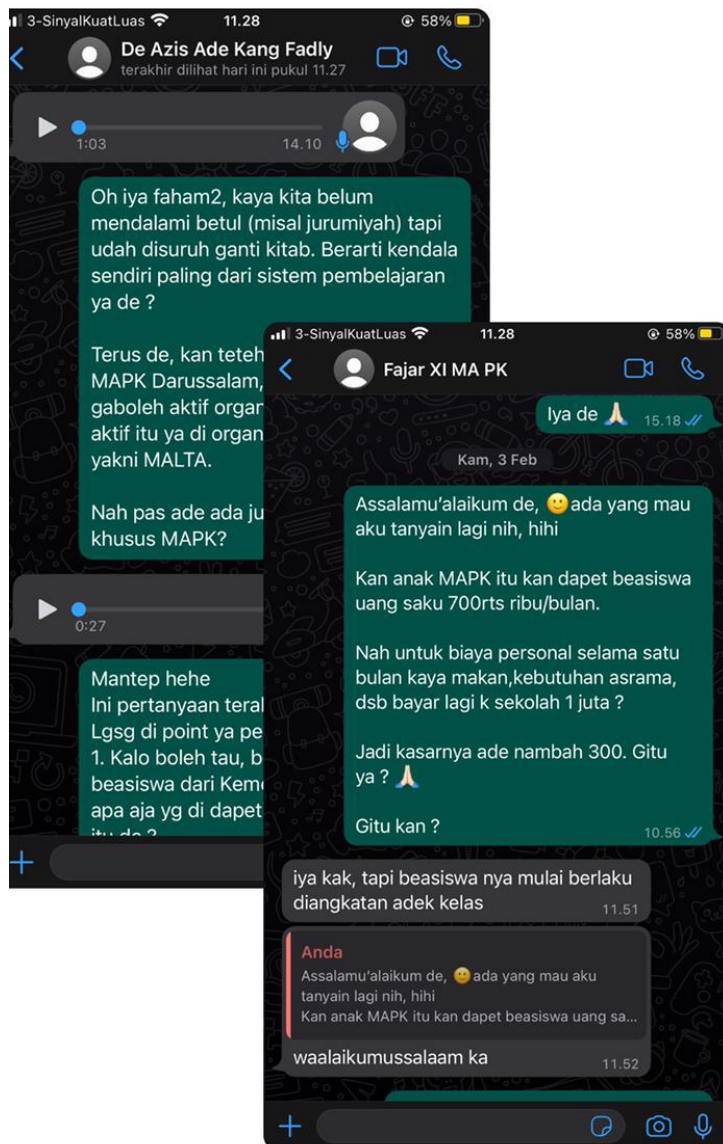 3-SinyalKuatLuas 11.28 58%
De Azis Ade Kang Fadly
terakhir dilihat hari ini pukul 11.27
1:03 14.10
Oh iya faham2, kaya kita belum
mendalami betul (misal jurumiyah) tapi
udah disuruh ganti kitab. Berarti kendala
sendiri paling dari sistem pembelajaran
ya de ?
Terus de, kan teteh
MAPK Darussalam,
gaboleh aktif organ
aktif itu ya di organ
yakni MALTA.
Nah pas ade ada ju
khusus MAPK?
0:27
Mantep hehe
Ini pertanyaan teral
Lgsg di point ya pe
1. Kalo boleh tau, b
beasiswa dari Keme
apa aja yg di dapet
itu de ?
3-SinyalKuatLuas 11.28 58%
Fajar XI MA PK
Iya de 🙏🏻 15.18
Kam, 3 Feb
Assalamu'alaikum de, 🙂ada yang mau
aku tanyain lagi nih, hihi
Kan anak MAPK itu kan dapet beasiswa
uang saku 700rts ribu/bulan.
Nah untuk biaya personal selama satu
bulan kaya makan,kebutuhan asrama,
dsb bayar lagi k sekolah 1 juta ?
Jadi kasarnya ade nambah 300. Gitu
ya ? 🙏🏻
Gitu kan ? 10.56
iya kak, tapi beasiswa nya mulai berlaku
diangkatan adek kelas 11.51
Anda
Assalamu'alaikum de, 🙂ada yang mau aku
tanyain lagi nih, hihi
Kan anak MAPK itu kan dapet beasiswa uang sa...
waalaikumussalaam ka 11.52